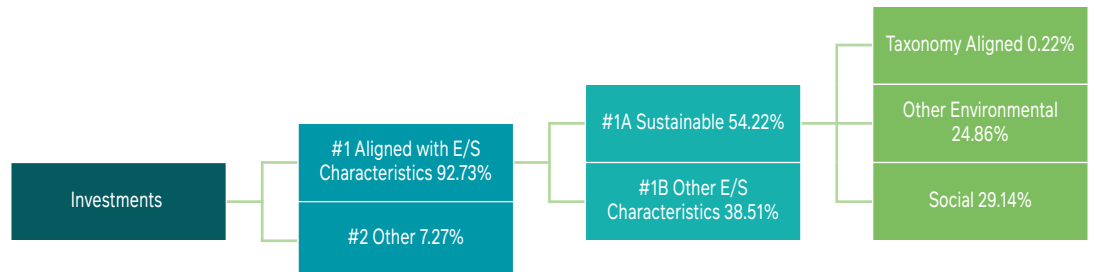 Investments
#1 Aligned with E/S
Characteristics 92.73%
#2 Other 7.27%
#1A Sustainable 54.22%
#1B Other E/S
Characteristics 38.51%
Taxonomy Aligned 0.22%
Other Environmental
24.86%
Social 29.14%